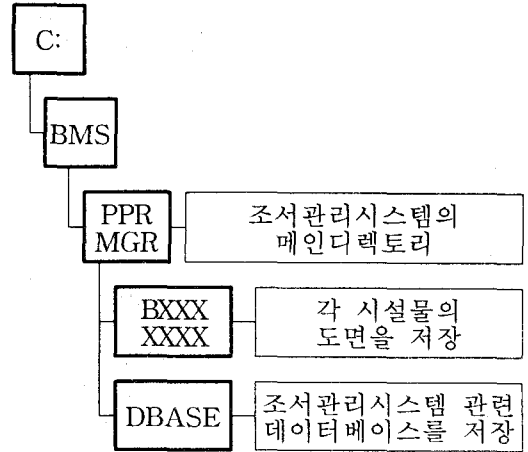 C:
BMS
PPR
MGR
조서관리시스템의
메인디렉토리
BXXX
XXXX
각 시설물의
도면을 저장
DBASE
조서관리시스템 관련
데이터베이스를 저장